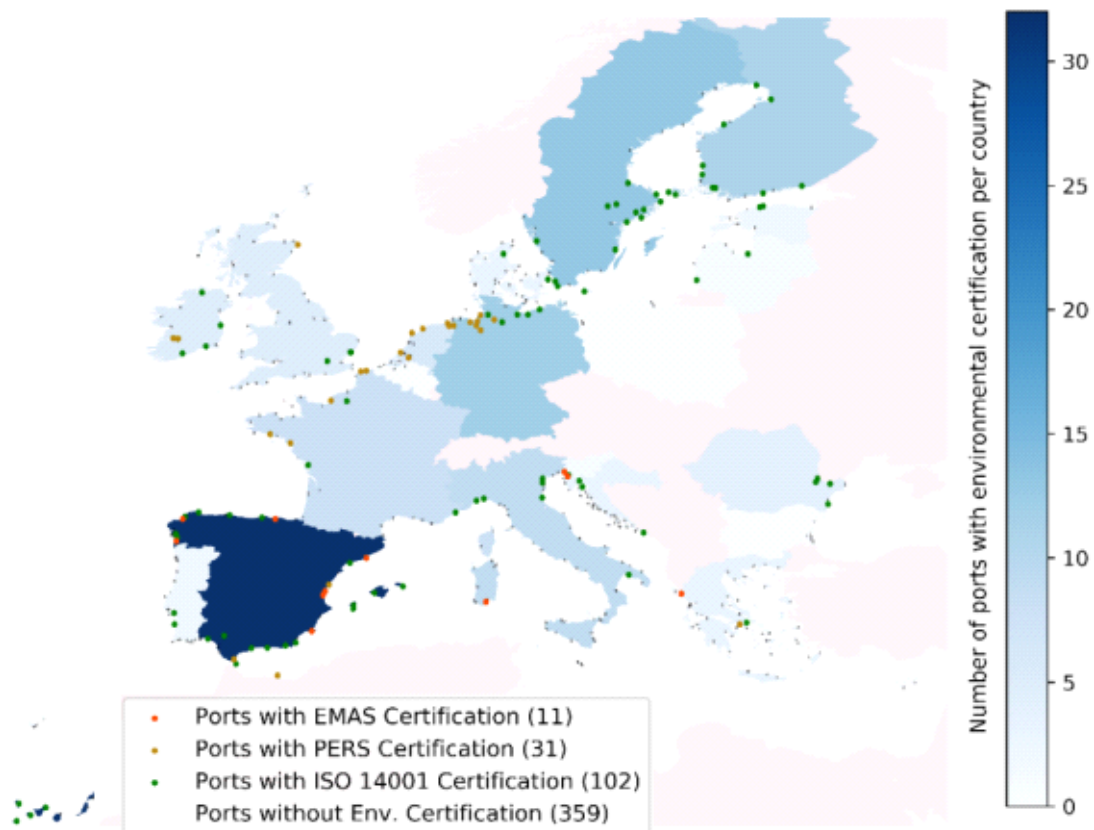 Ports with EMAS Certification (11)
Ports with PERS Certification (31)
Ports with ISO 14001 Certification (102)
Ports without Env. Certification (359)
Number of ports with environmental certification per country
30
25
20
15
10
5
0